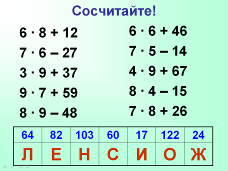 Сосчитайте!
6 · 8 + 12
7 · 6 – 27
3 · 9 + 37
9 · 7 + 59
8 · 9 – 48
6 · 6 + 46
7 · 5 – 14
4 · 9 + 67
8 · 4 – 15
7 · 8 + 26
64 82 103 60 17 122 24
Л Е Н С И О Ж